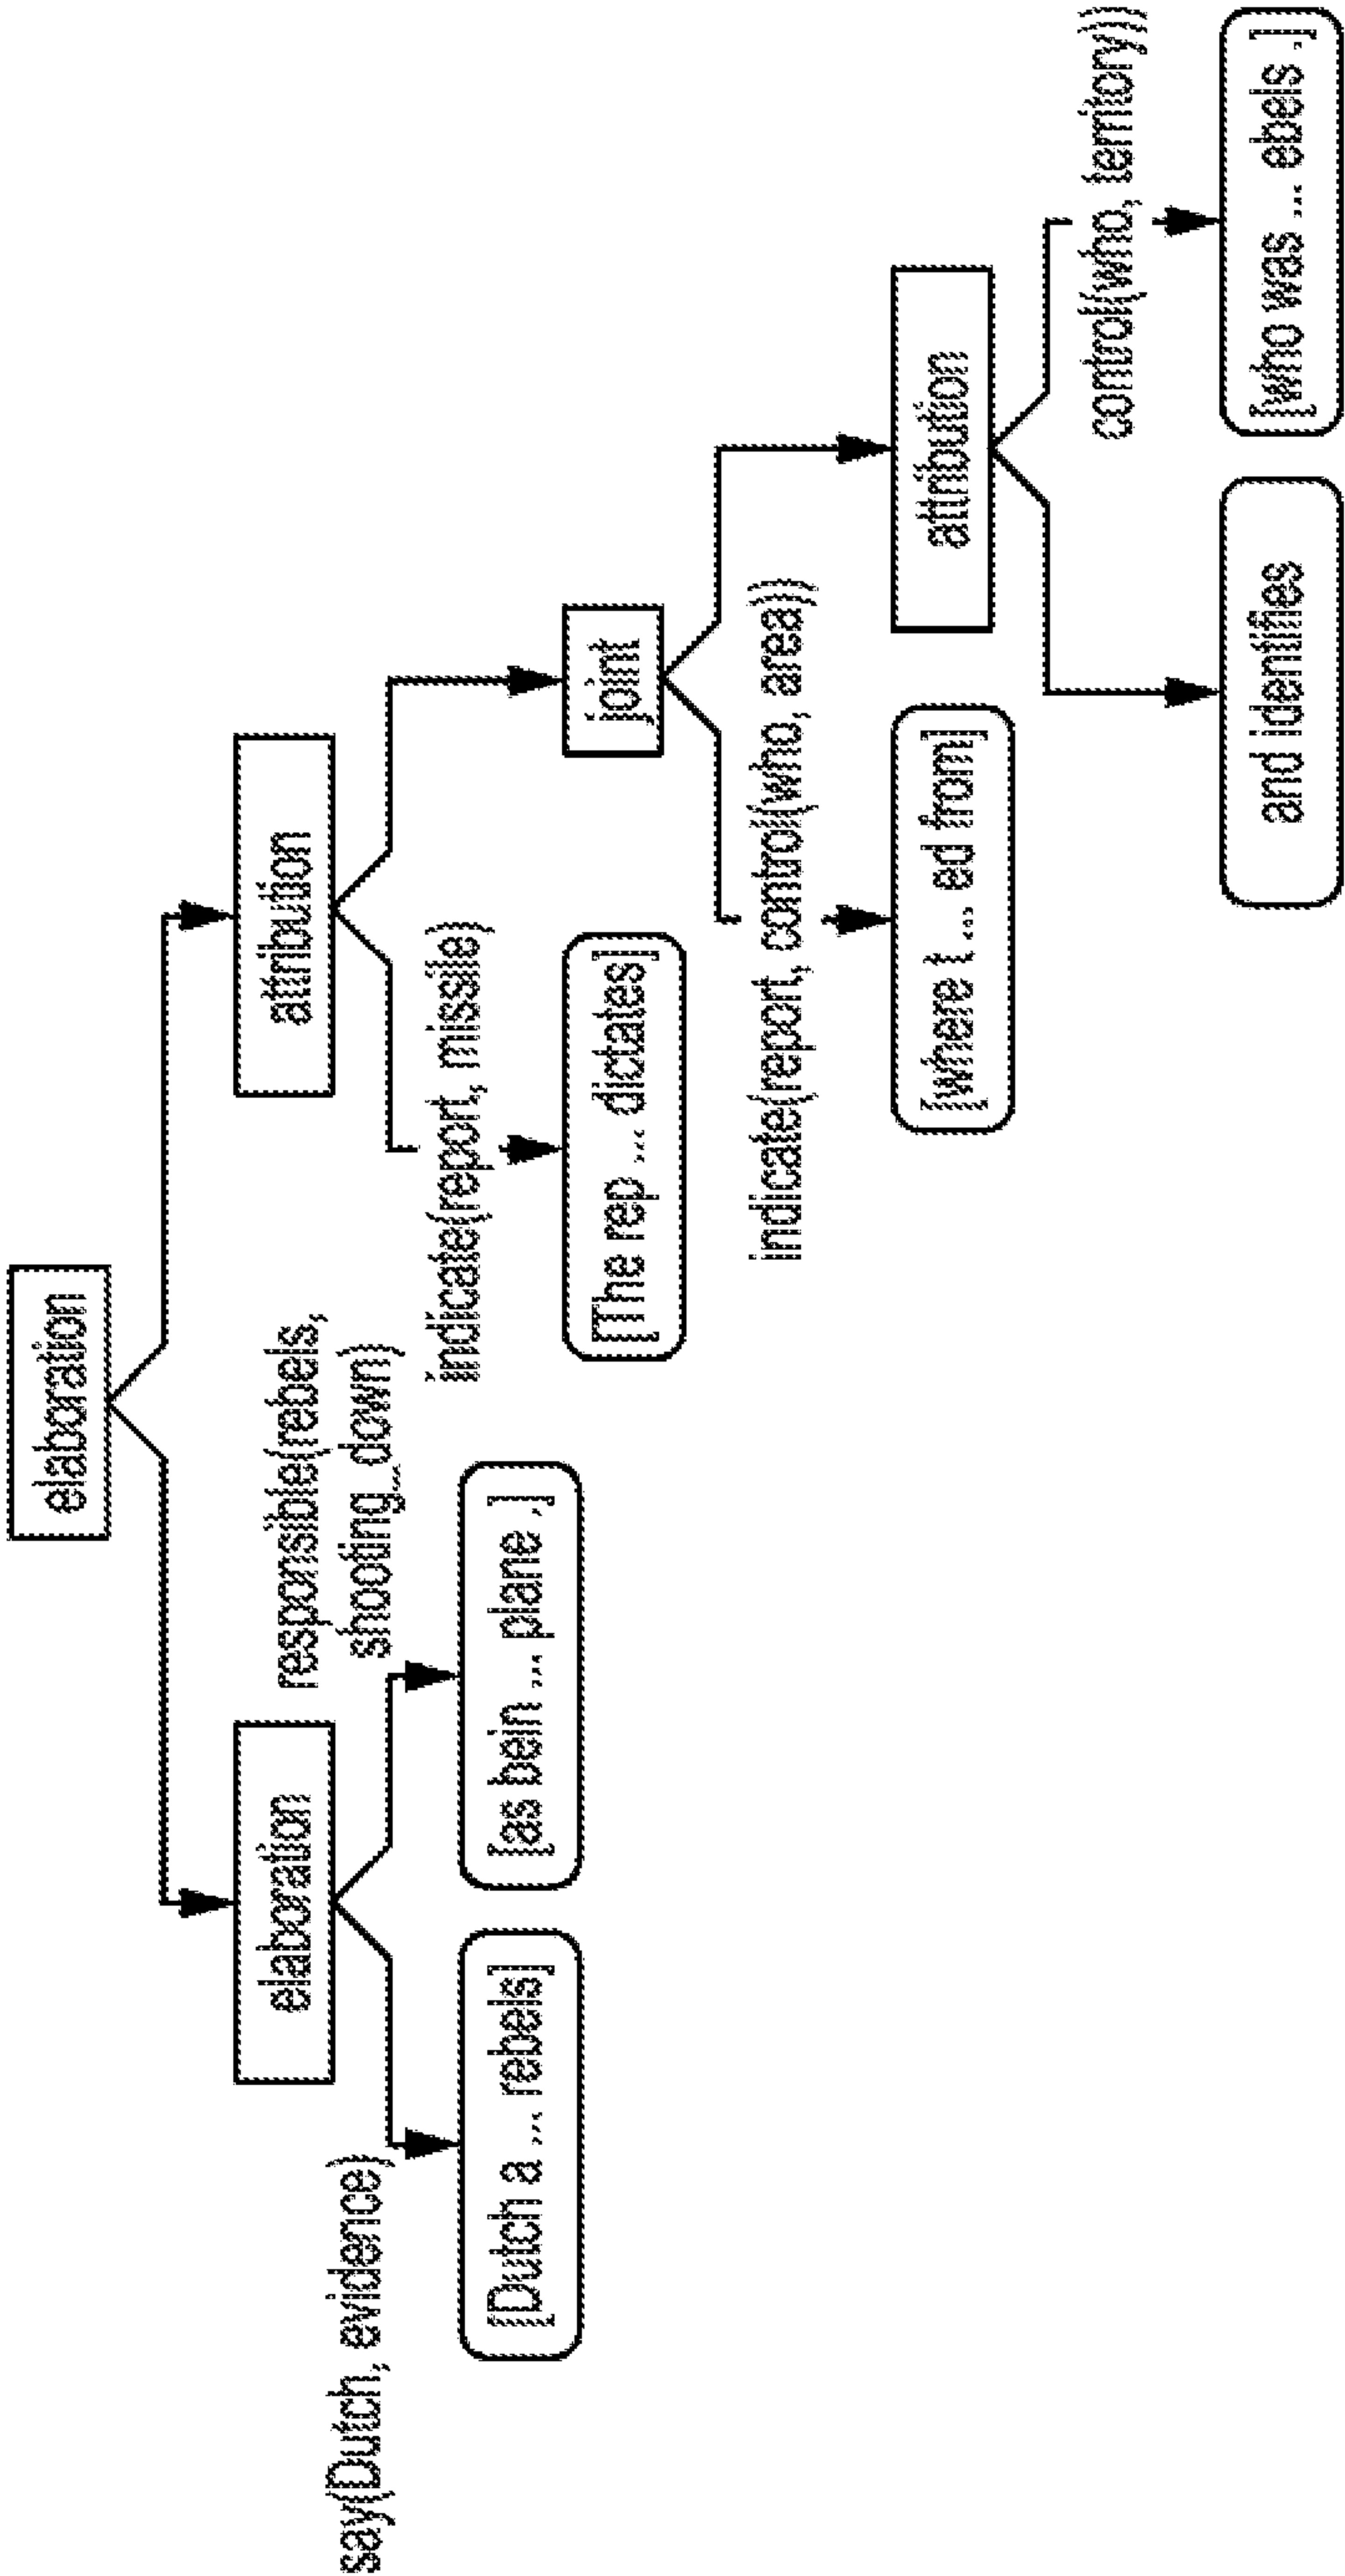 elaboration
elaboration
attribution
say(Dutch, evidence)
responsible(rebels,
shooting_down)
indicate(report, missile)
[Dutch a ... rebels]
[as bein ... plane ,]
[The rep ... dictates]
joint
indicate(report, control(who, area))
[where t ... ed from]
attribution
control(who, territory))
and identifies
[who was ... ebels .]